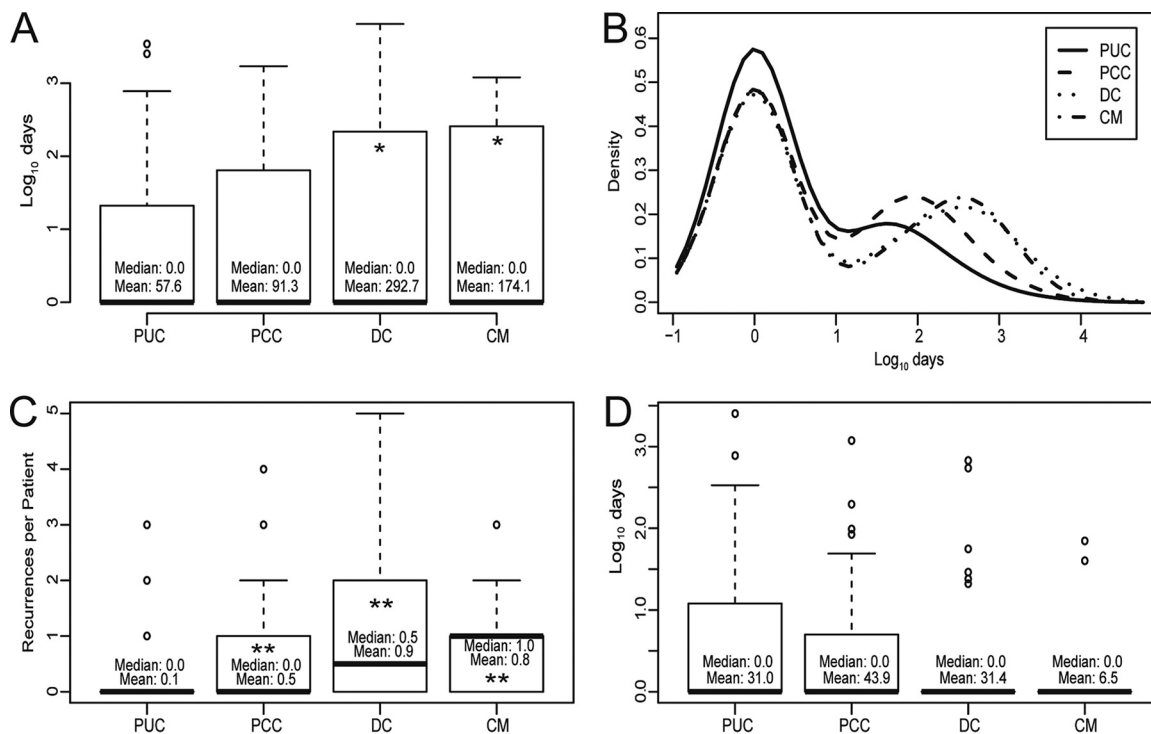 A
Log10 days
3
2
1
0
Median: 0.0
Mean: 57.6
Median: 0.0
Mean: 91.3
*
Median: 0.0
Mean: 292.7
*
Median: 0.0
Mean: 174.1
PUC PCC DC CM
B
Density
0.6
0.5
0.4
0.3
0.2
0.1
0.0
PUC
PCC
DC
CM
−1 0 1 2 3 4
Log10 days
C
Recurrences per Patient
5
4
3
2
1
0
Median: 0.0
Mean: 0.1
**
Median: 0.0
Mean: 0.5
**
Median: 0.5
Mean: 0.9
Median: 1.0
Mean: 0.8
**
PUC PCC DC CM
D
Log10 days
3.0
2.0
1.0
0.0
Median: 0.0
Mean: 31.0
Median: 0.0
Mean: 43.9
Median: 0.0
Mean: 31.4
Median: 0.0
Mean: 6.5
PUC PCC DC CM